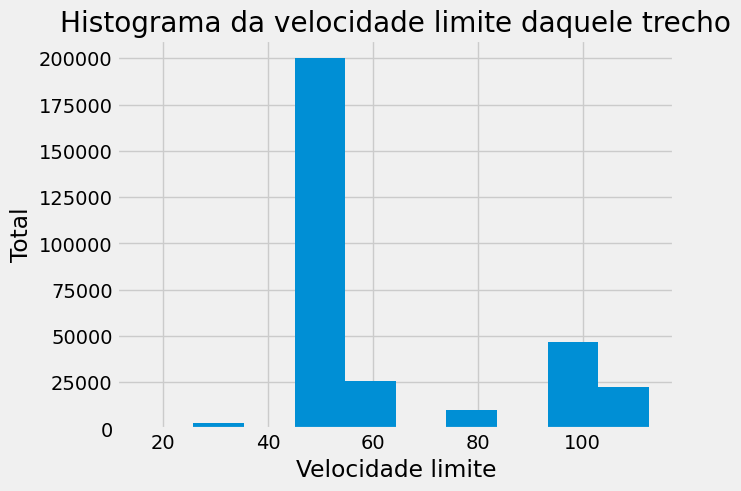 Histograma da velocidade limite daquele trecho
200000
175000
150000
125000
100000
75000
50000
25000
0
20 40 60 80 100
Total
Velocidade limite